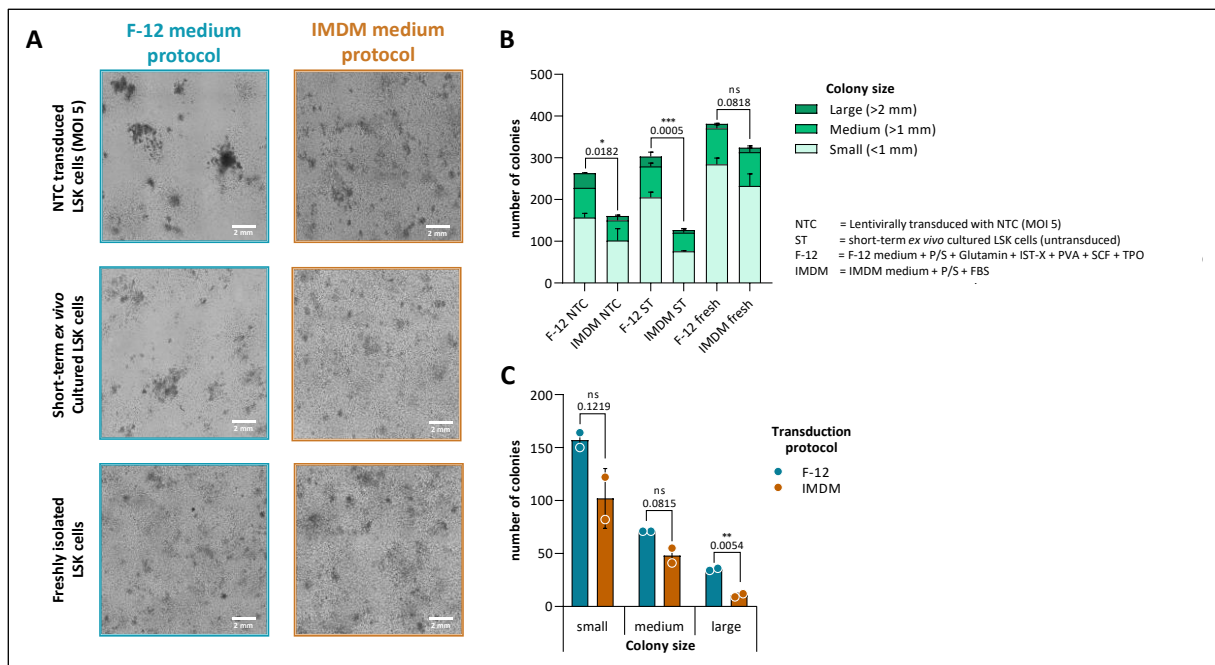 A
F-12 medium
protocol
IMDM medium
protocol
NTC transduced
LSK cells (MOI 5)
2 mm
2 mm
Short-term ex vivo
Cultured LSK cells
2 mm
2 mm
Freshly isolated
LSK cells
2 mm
2 mm
B
number of colonies
500
400
300
200
100
0
*
0.0182
***
0.0005
ns
0.0818
F-12 NTC
IMDM NTC
F-12 ST
IMDM ST
F-12 fresh
IMDM fresh
Colony size
Large (>2 mm)
Medium (>1 mm)
Small (<1 mm)
NTC = Lentivirally transduced with NTC (MOI 5)
ST = short-term ex vivo cultured LSK cells (untransduced)
F-12 = F-12 medium + P/S + Glutamin + IST-X + PVA + SCF + TPO
IMDM = IMDM medium + P/S + FBS
C
number of colonies
200
150
100
50
0
ns
0.1219
ns
0.0815
**
0.0054
small
medium
large
Colony size
Transduction
protocol
F-12
IMDM